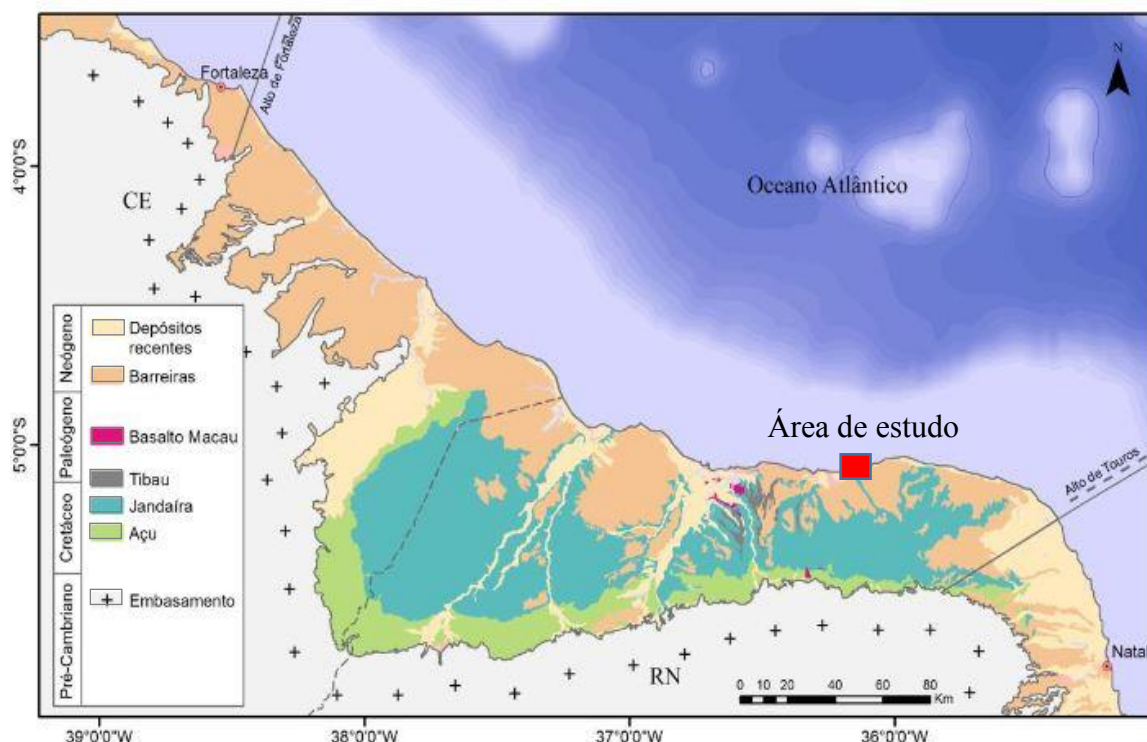 Fortaleza
Alto de Fortaleza
N
4°0'0"S
Oceano Atlântico
CE
Neógeno
Depósitos
recentes
Barreiras
Paleógeno
Basalto Macau
Tibau
Cretáceo
Jandaíra
Açu
Pré-Cambriano
Embasamento
5°0'0"S
Área de estudo
Alto de Touros
RN
Natal
0 10 20 40 60 80
Km
39°0'0"W
38°0'0"W
37°0'0"W
36°0'0"W